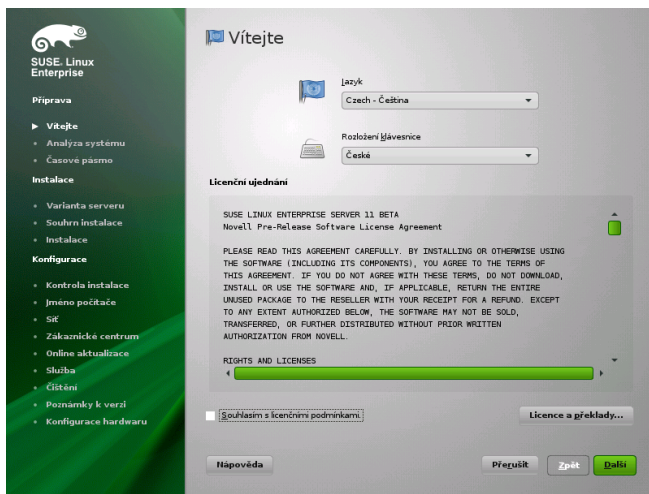 SUSE. Linux
Enterprise
Příprava
Vítejte
Analýza systému
Časové pásmo
Instalace
Varianta serveru
Souhrn instalace
Instalace
Konfigurace
Kontrola instalace
Jméno počítače
Síť
Zákaznické centrum
Online aktualizace
Služba
Čištění
Poznámky k verzi
Konfigurace hardwaru
Vítejte
Jazyk
Czech - Čeština
Rozložení klávesnice
České
Licenční ujednání
SUSE LINUX ENTERPRISE SERVER 11 BETA
Novell Pre-Release Software License Agreement
PLEASE READ THIS AGREEMENT CAREFULLY. BY INSTALLING OR OTHERWISE USING
THE SOFTWARE (INCLUDING ITS COMPONENTS), YOU AGREE TO THE TERMS OF
THIS AGREEMENT. IF YOU DO NOT AGREE WITH THESE TERMS, DO NOT DOWNLOAD,
INSTALL OR USE THE SOFTWARE AND, IF APPLICABLE, RETURN THE ENTIRE
UNUSED PACKAGE TO THE RESELLER WITH YOUR RECEIPT FOR A REFUND. EXCEPT
TO ANY EXTENT AUTHORIZED BELOW, THE SOFTWARE MAY NOT BE SOLD,
TRANSFERRED, OR FURTHER DISTRIBUTED WITHOUT PRIOR WRITTEN
AUTHORIZATION FROM NOVELL.
RIGHTS AND LICENSES
Souhlasím s licenčními podmínkami.
Licence a překlady...
Nápověda
Přerušit
Zpět
Další